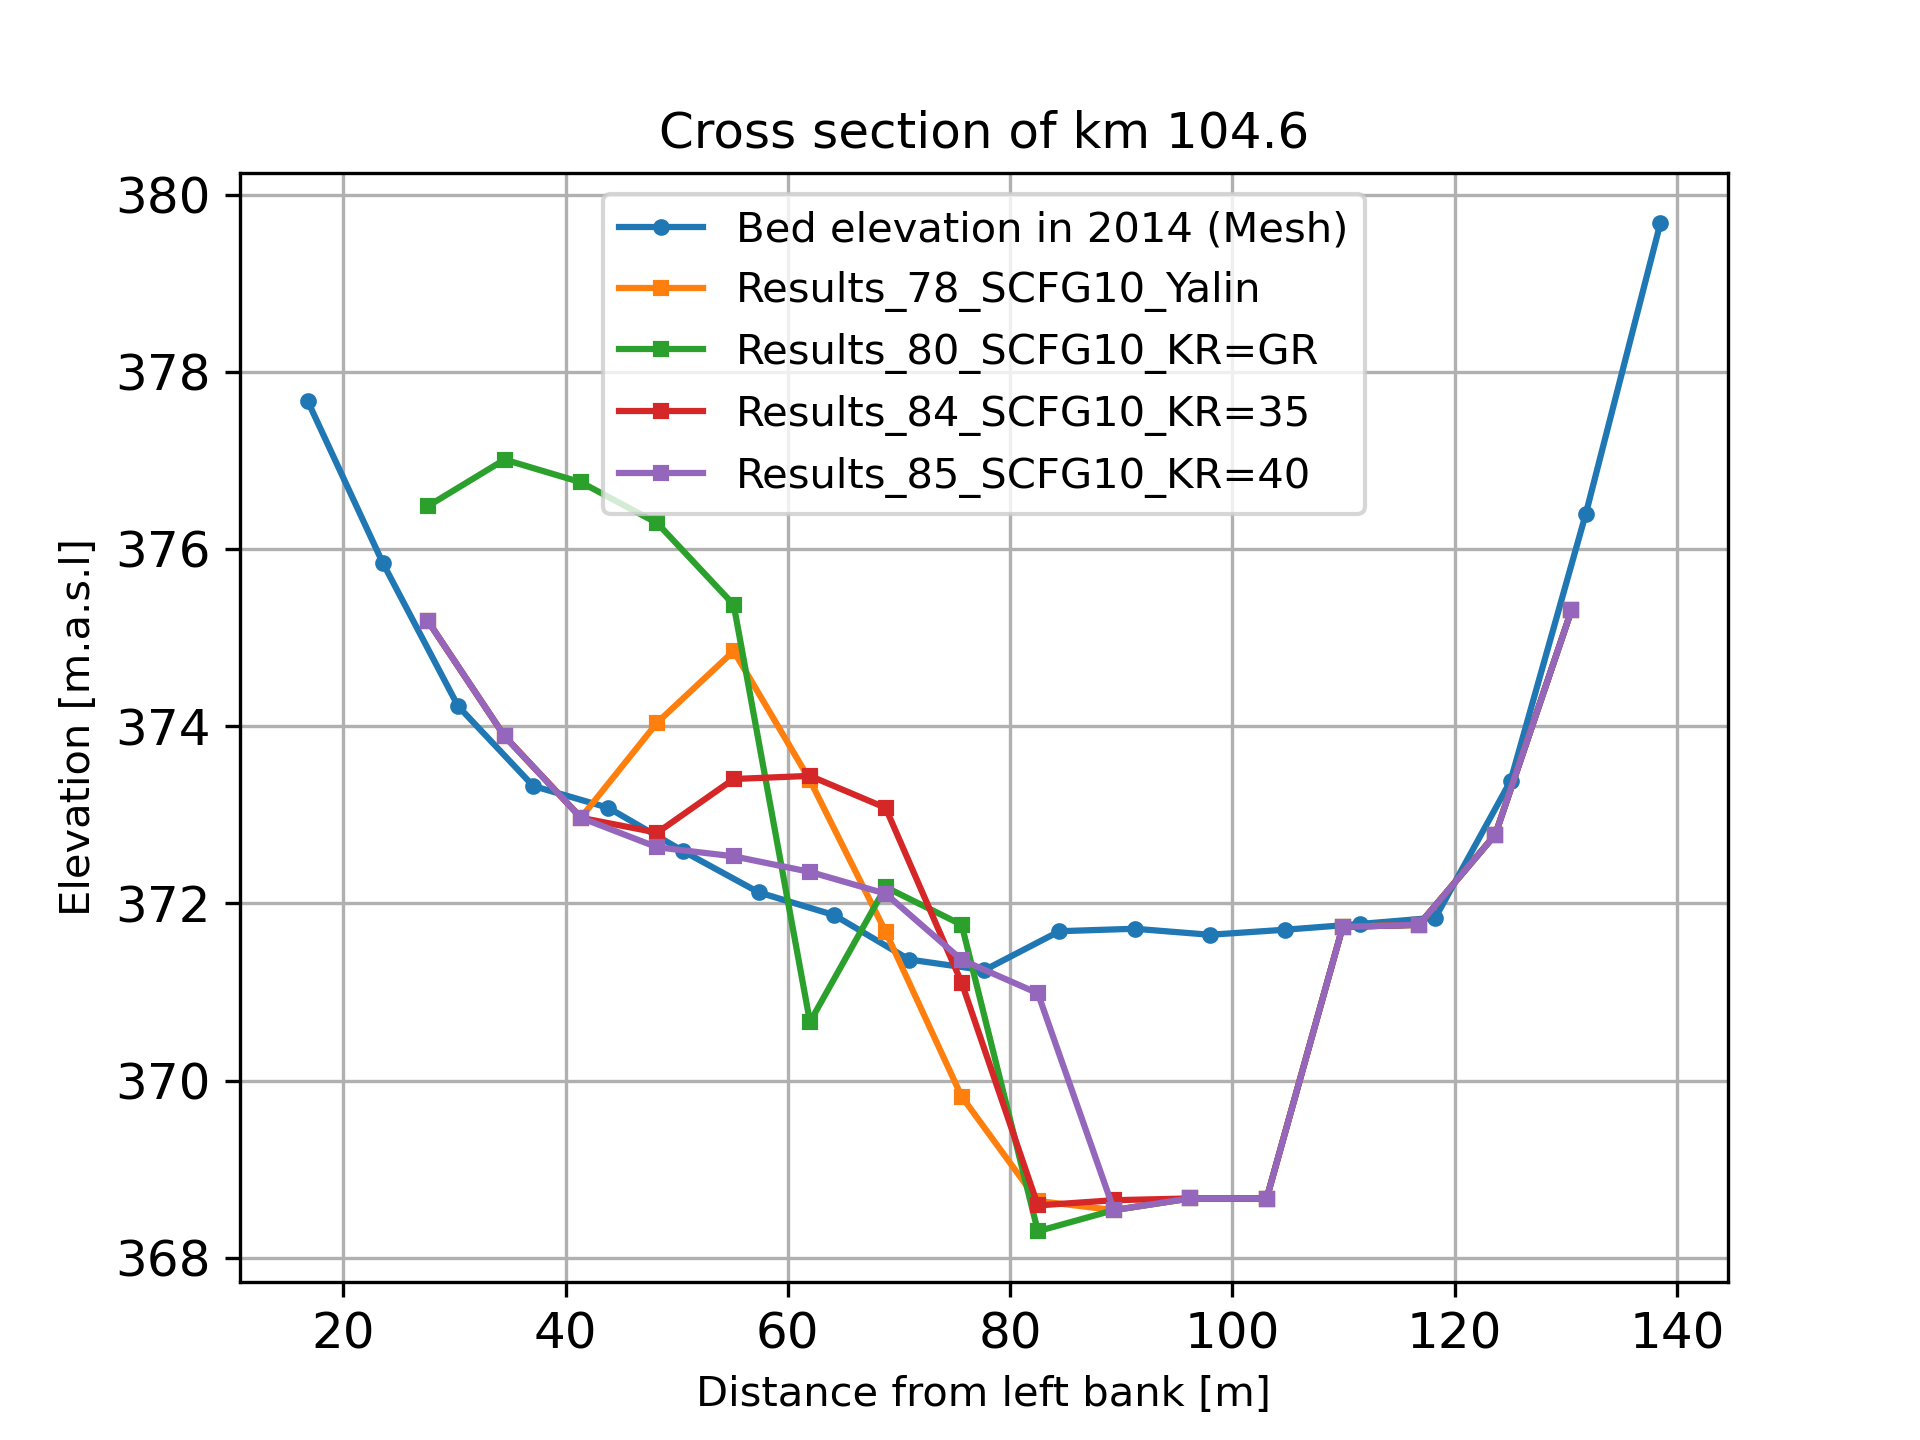 Cross section of km 104.6
380
378
376
374
372
370
368
Elevation [m.a.s.l]
Bed elevation in 2014 (Mesh)
Results_78_SCFG10_Yalin
Results_80_SCFG10_KR=GR
Results_84_SCFG10_KR=35
Results_85_SCFG10_KR=40
20 40 60 80 100 120 140
Distance from left bank [m]